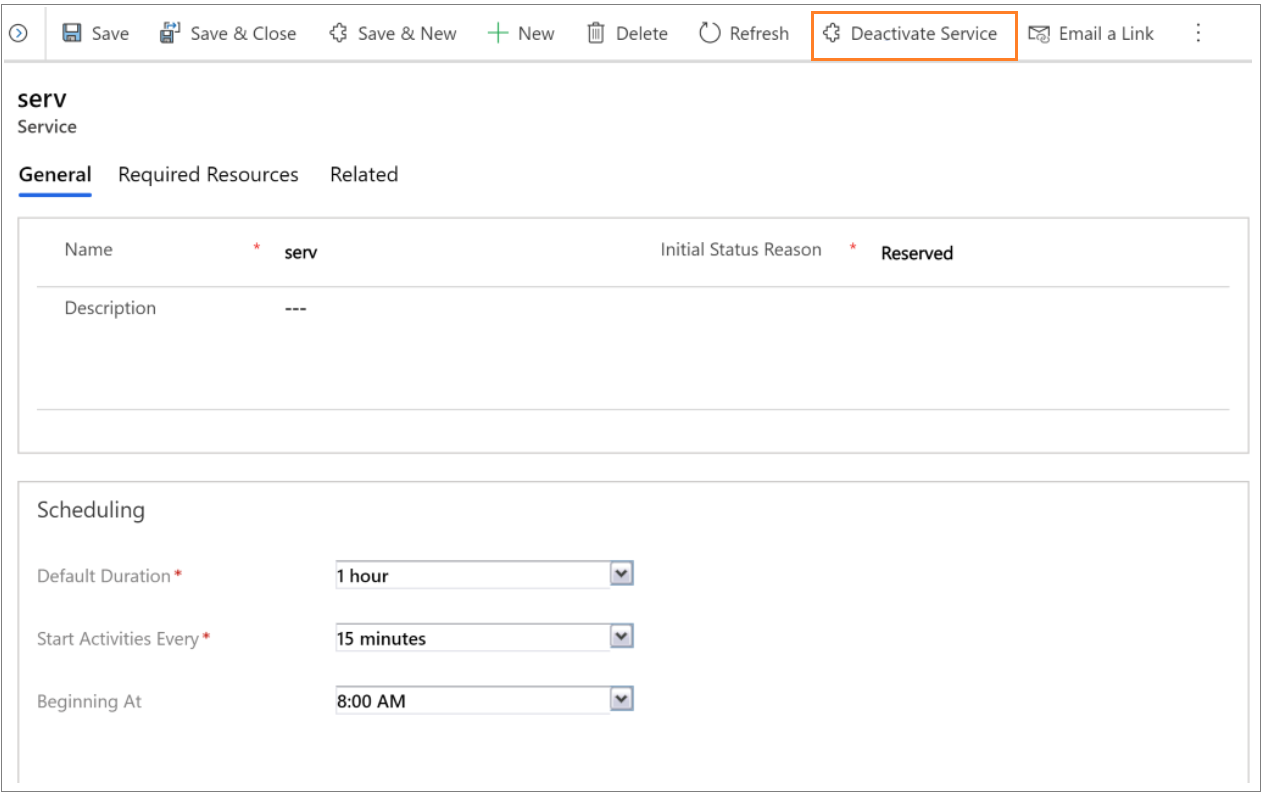 Save Save & Close Save & New New Delete Refresh Deactivate Service Email a Link
serv
Service
General Required Resources Related
Name * serv Initial Status Reason * Reserved
Description ---
Scheduling
Default Duration * 1 hour
Start Activities Every * 15 minutes
Beginning At 8:00 AM